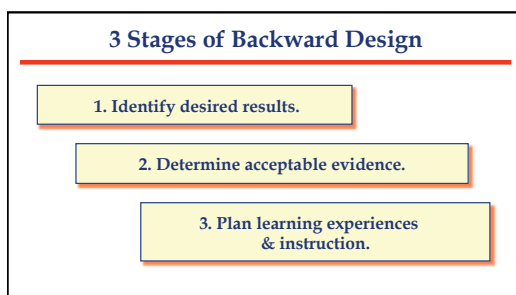 3 Stages of Backward Design
1. Identify desired results.
2. Determine acceptable evidence.
3. Plan learning experiences
& instruction.